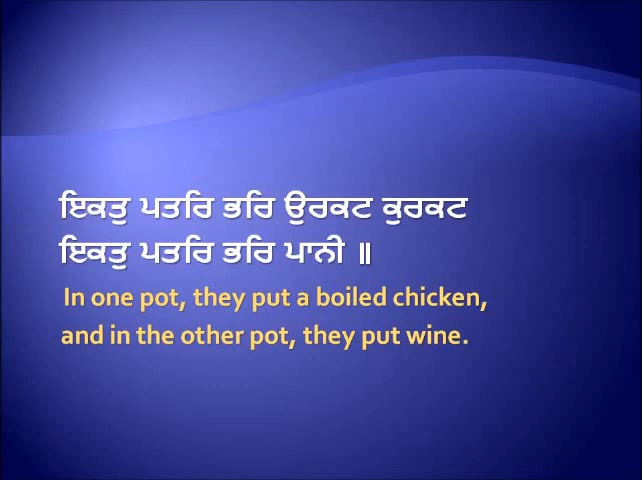 ਇਕਤੁ ਪਤਰਿ ਭਰਿ ਉਰਕਟ ਕੁਰਕਟ
ਇਕਤੁ ਪਤਰਿ ਭਰਿ ਪਾਨੀ ॥
In one pot, they put a boiled chicken,
and in the other pot, they put wine.